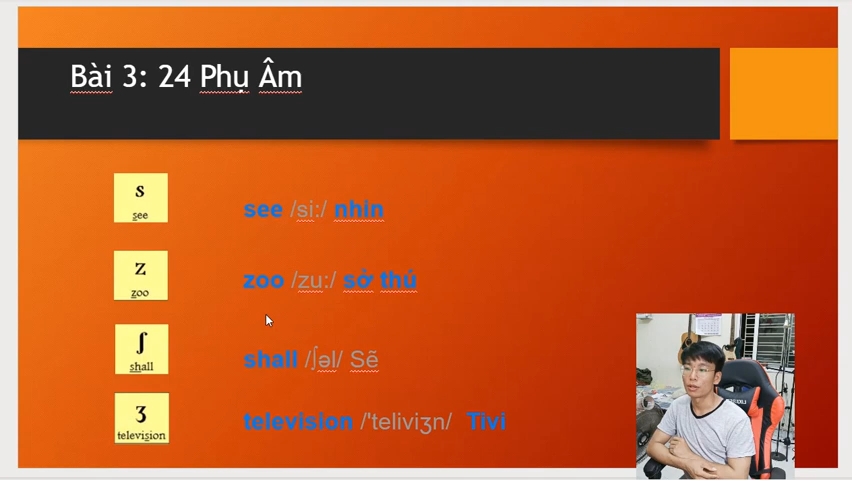 Bài 3: 24 Phụ Âm
s
see
see /si:/ nhìn
z
zoo
zoo /zu:/ sở thú
ʃ
shall
shall /ʃəl/ Sẽ
ʒ
television
television /'teliviʒn/ Tivi